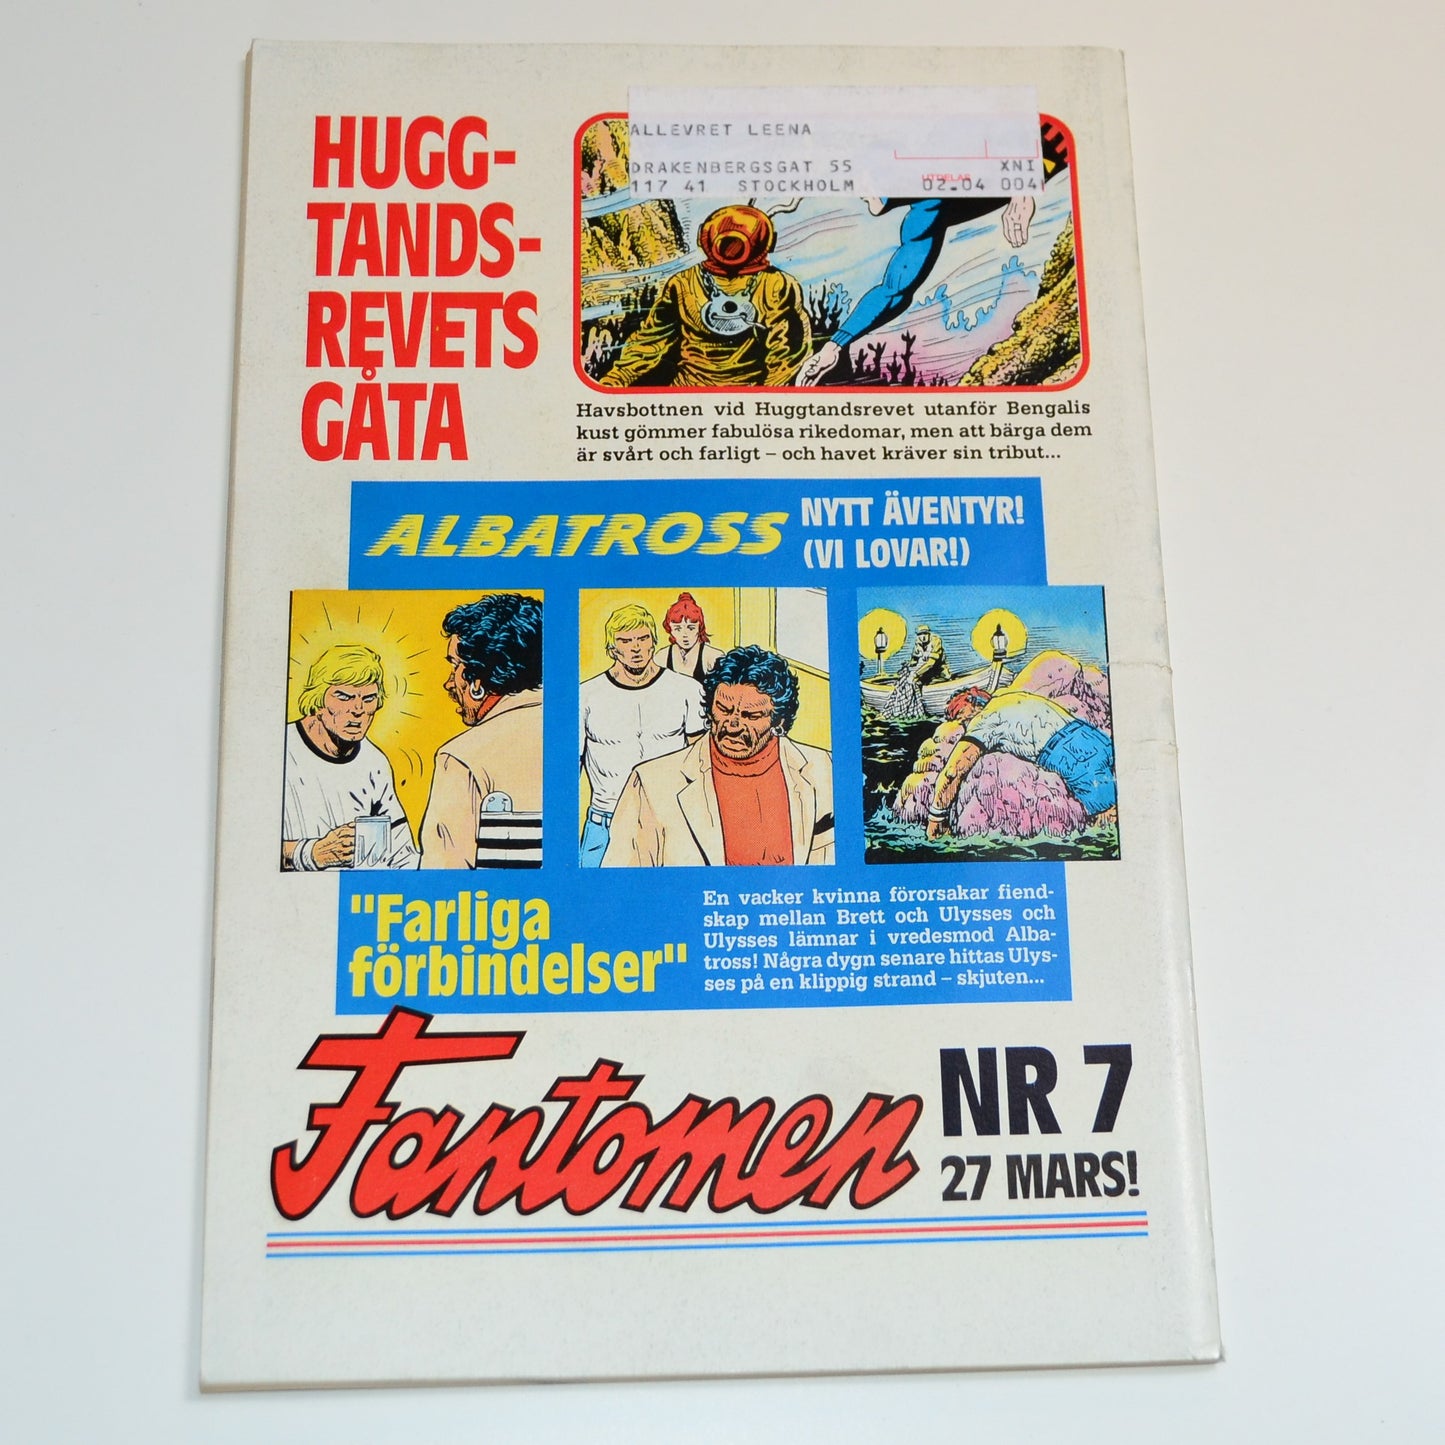 HUGG-
TANDS-
REVETS
GÅTA
ALLEVRET LEENA
DRAKENBERGSGAT 55 XNI
UTDELAS
117 41 STOCKHOLM 02.04 004
Havsbottnen vid Huggtandsrevet utanför Bengalis
kust gömmer fabulösa rikedomar, men att bärga dem
är svårt och farligt – och havet kräver sin tribut...
ALBATROSS
NYTT ÄVENTYR!
(VI LOVAR!)
"Farliga
förbindelser"
En vacker kvinna förorsakar fiend-
skap mellan Brett och Ulysses och
Ulysses lämnar i vredesmod Alba-
tross! Några dygn senare hittas Ulys-
ses på en klippig strand – skjuten...
Fantomen
NR 7
27 MARS!